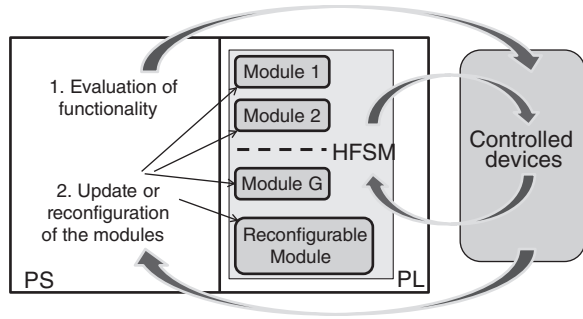 1. Evaluation of
functionality
2. Update or
reconfiguration
of the modules
PS
Module 1
Module 2
HFSM
Module G
Reconfigurable
Module
PL
Controlled
devices